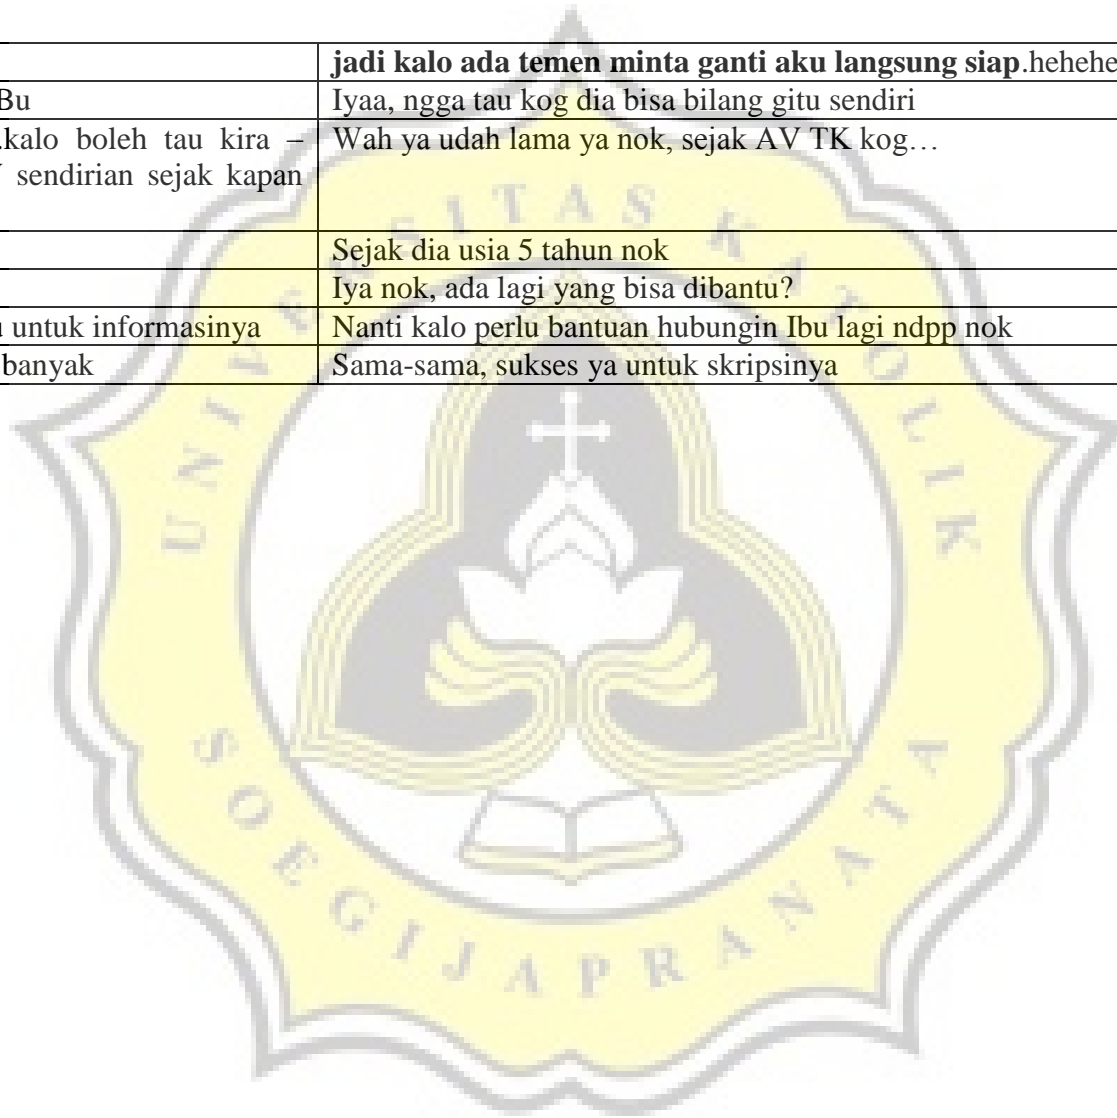 jadi kalo ada temen minta ganti aku langsung siap.hehehe
Bu
Iyaa, ngga tau kog dia bisa bilang gitu sendiri
.kalo boleh tau kira –
sendirian sejak kapan
Wah ya udah lama ya nok, sejak AV TK kog…
Sejak dia usia 5 tahun nok
Iya nok, ada lagi yang bisa dibantu?
untuk informasinya
Nanti kalo perlu bantuan hubungin Ibu lagi ndpp nok
banyak
Sama-sama, sukses ya untuk skripsinya
UNIVERSITAS KATOLIK
SOEGIJAPRANATA